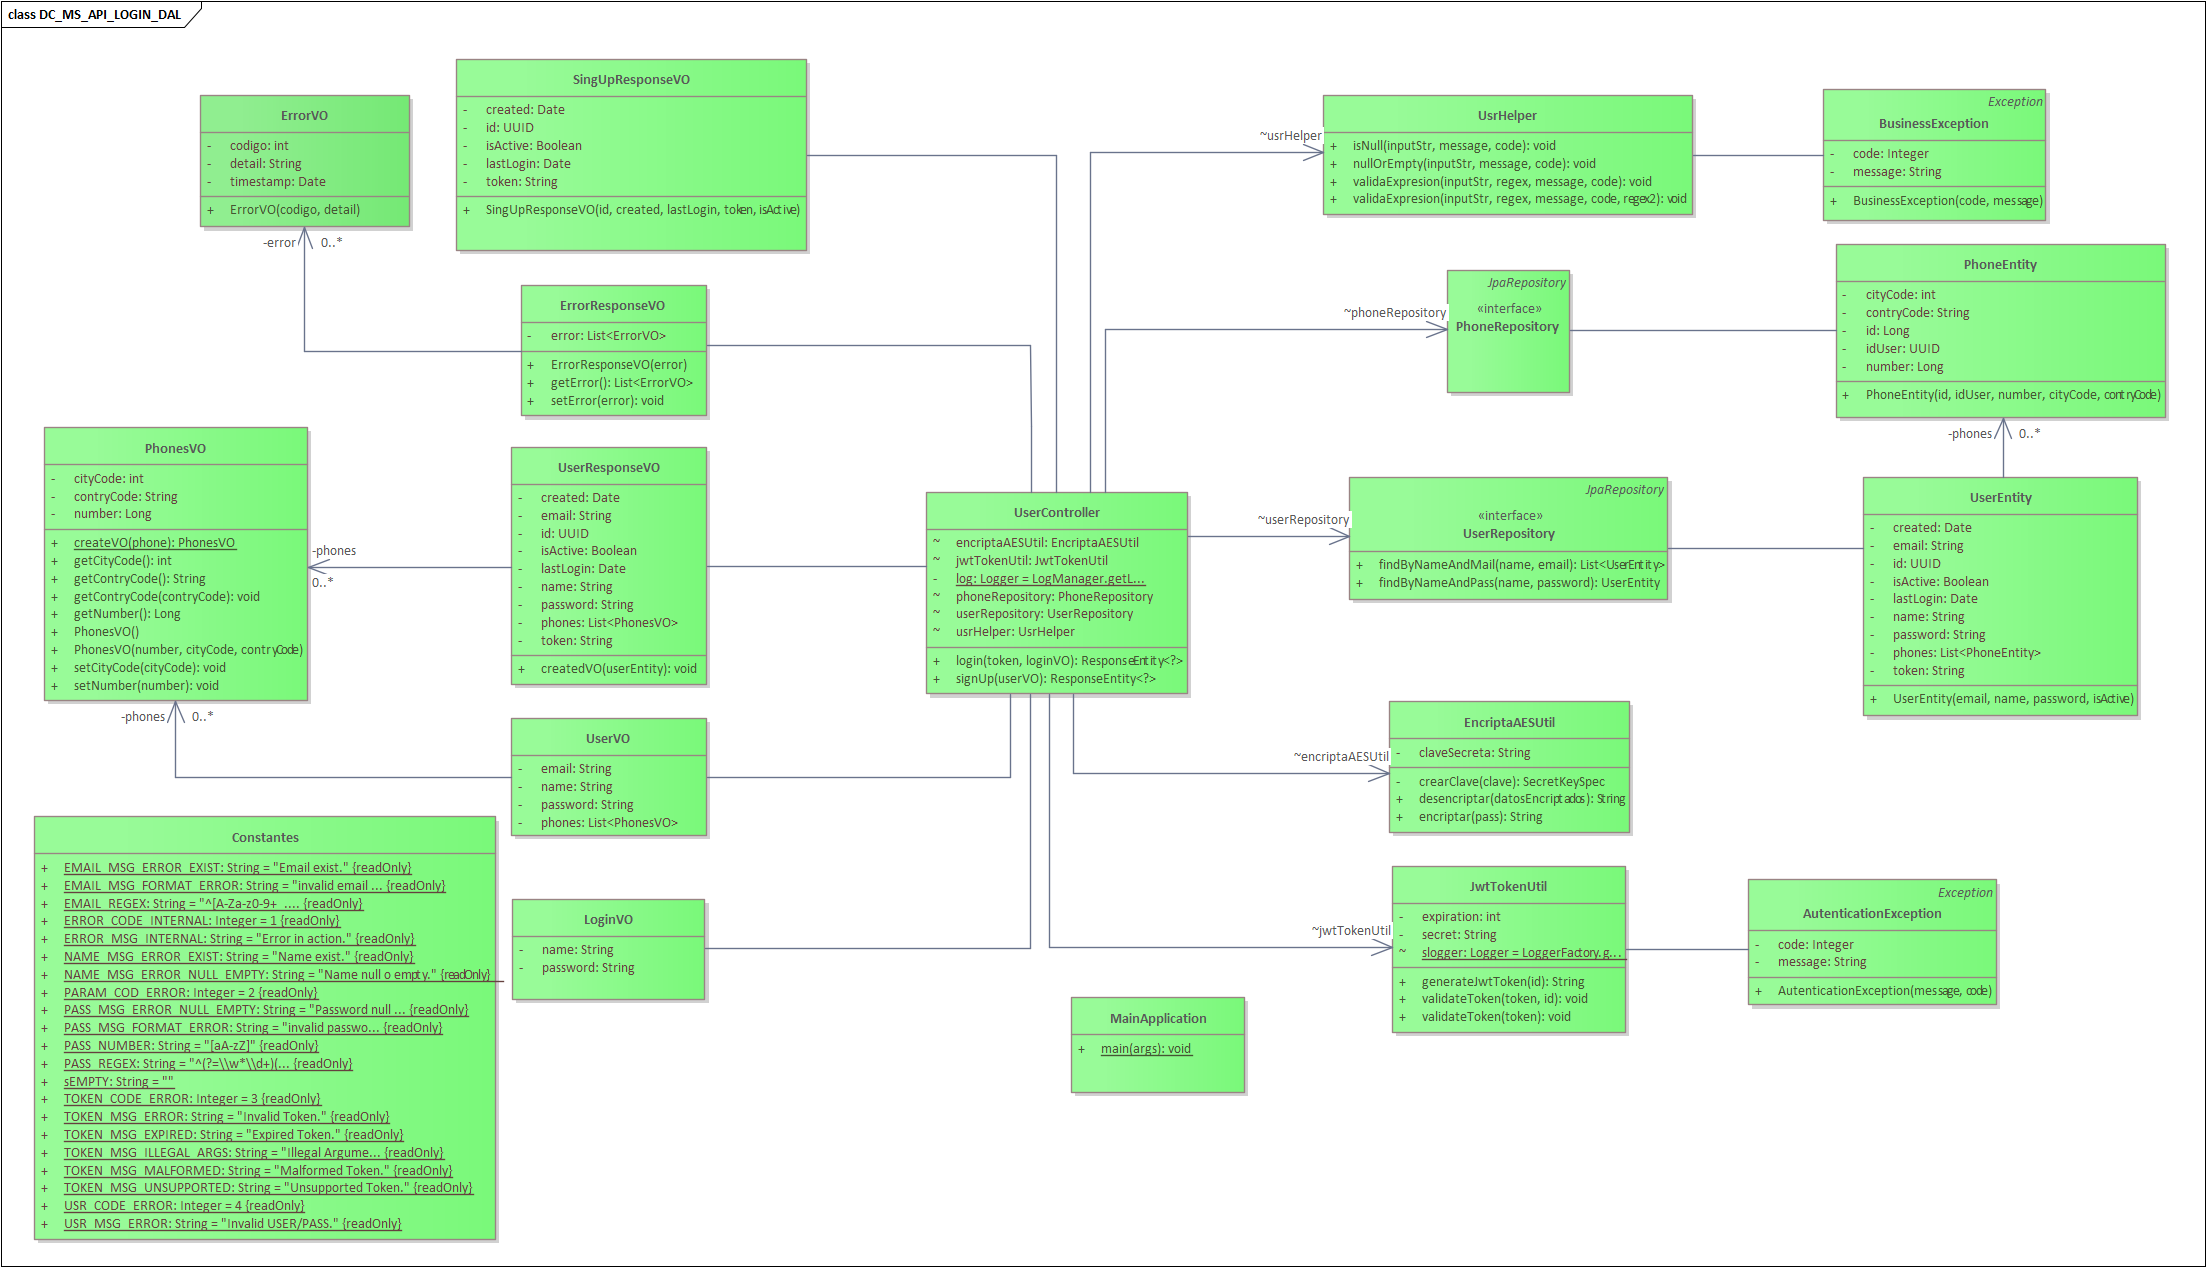 class DC_MS_API_LOGIN_DAL
ErrorVO
- codigo: int
- detail: String
- timestamp: Date
+ ErrorVO(codigo, detail)
-error 0..*
SingUpResponseVO
- created: Date
- id: UUID
- isActive: Boolean
- lastLogin: Date
- token: String
+ SingUpResponseVO(id, created, lastLogin, token, isActive)
ErrorResponseVO
- error: List<ErrorVO>
+ ErrorResponseVO(error)
+ getError(): List<ErrorVO>
+ setError(error): void
PhonesVO
- cityCode: int
- contryCode: String
- number: Long
+ createVO(phone): PhonesVO
+ getCityCode(): int
+ getContryCode(): String
+ getContryCode(contryCode): void
+ getNumber(): Long
+ PhonesVO()
+ PhonesVO(number, cityCode, contryCode)
+ setCityCode(cityCode): void
+ setNumber(number): void
-phones
0..*
-phones 0..*
UserResponseVO
- created: Date
- email: String
- id: UUID
- isActive: Boolean
- lastLogin: Date
- name: String
- password: String
- phones: List<PhonesVO>
- token: String
+ createdVO(userEntity): void
UserVO
- email: String
- name: String
- password: String
- phones: List<PhonesVO>
LoginVO
- name: String
- password: String
Constantes
+ EMAIL_MSG_ERROR_EXIST: String = "Email exist." {readOnly}
+ EMAIL_MSG_FORMAT_ERROR: String = "invalid email ... {readOnly}
+ EMAIL_REGEX: String = "^[A-Za-z0-9+_.... {readOnly}
+ ERROR_CODE_INTERNAL: Integer = 1 {readOnly}
+ ERROR_MSG_INTERNAL: String = "Error in action." {readOnly}
+ NAME_MSG_ERROR_EXIST: String = "Name exist." {readOnly}
+ NAME_MSG_ERROR_NULL_EMPTY: String = "Name null o empty." {readOnly}
+ PARAM_COD_ERROR: Integer = 2 {readOnly}
+ PASS_MSG_ERROR_NULL_EMPTY: String = "Password null ... {readOnly}
+ PASS_MSG_FORMAT_ERROR: String = "invalid passwo... {readOnly}
+ PASS_NUMBER: String = "[aA-zZ]" {readOnly}
+ PASS_REGEX: String = "^(?=\\w*\\d+)(... {readOnly}
+ sEMPTY: String = ""
+ TOKEN_CODE_ERROR: Integer = 3 {readOnly}
+ TOKEN_MSG_ERROR: String = "Invalid Token." {readOnly}
+ TOKEN_MSG_EXPIRED: String = "Expired Token." {readOnly}
+ TOKEN_MSG_ILLEGAL_ARGS: String = "Illegal Argume... {readOnly}
+ TOKEN_MSG_MALFORMED: String = "Malformed Token." {readOnly}
+ TOKEN_MSG_UNSUPPORTED: String = "Unsupported Token." {readOnly}
+ USR_CODE_ERROR: Integer = 4 {readOnly}
+ USR_MSG_ERROR: String = "Invalid USER/PASS." {readOnly}
UserController
~ encriptaAESUtil: EncriptaAESUtil
~ jwtTokenUtil: JwtTokenUtil
- log: Logger = LogManager.getL...
~ phoneRepository: PhoneRepository
~ userRepository: UserRepository
~ usrHelper: UsrHelper
+ login(token, loginVO): ResponseEntity<?>
+ signUp(userVO): ResponseEntity<?>
~usrHelper
UsrHelper
+ isNull(inputStr, message, code): void
+ nullOrEmpty(inputStr, message, code): void
+ validaExpresion(inputStr, regex, message, code): void
+ validaExpresion(inputStr, regex, message, code, regex2): void
Exception
BusinessException
- code: Integer
- message: String
+ BusinessException(code, message)
~phoneRepository
JpaRepository
«interface»
PhoneRepository
PhoneEntity
- cityCode: int
- contryCode: String
- id: Long
- idUser: UUID
- number: Long
+ PhoneEntity(id, idUser, number, cityCode, contryCode)
-phones 0..*
~userRepository
JpaRepository
«interface»
UserRepository
+ findByNameAndMail(name, email): List<UserEntity>
+ findByNameAndPass(name, password): UserEntity
UserEntity
- created: Date
- email: String
- id: UUID
- isActive: Boolean
- lastLogin: Date
- name: String
- password: String
- phones: List<PhoneEntity>
- token: String
+ UserEntity(email, name, password, isActive)
~encriptaAESUtil
EncriptaAESUtil
- claveSecreta: String
- crearClave(clave): SecretKeySpec
+ desencriptar(datosEncriptados): String
+ encriptar(pass): String
~jwtTokenUtil
JwtTokenUtil
- expiration: int
- secret: String
~ slogger: Logger = LoggerFactory.g...
+ generateJwtToken(id): String
+ validateToken(token, id): void
+ validateToken(token): void
Exception
AutenticationException
- code: Integer
- message: String
+ AutenticationException(message, code)
MainApplication
+ main(args): void